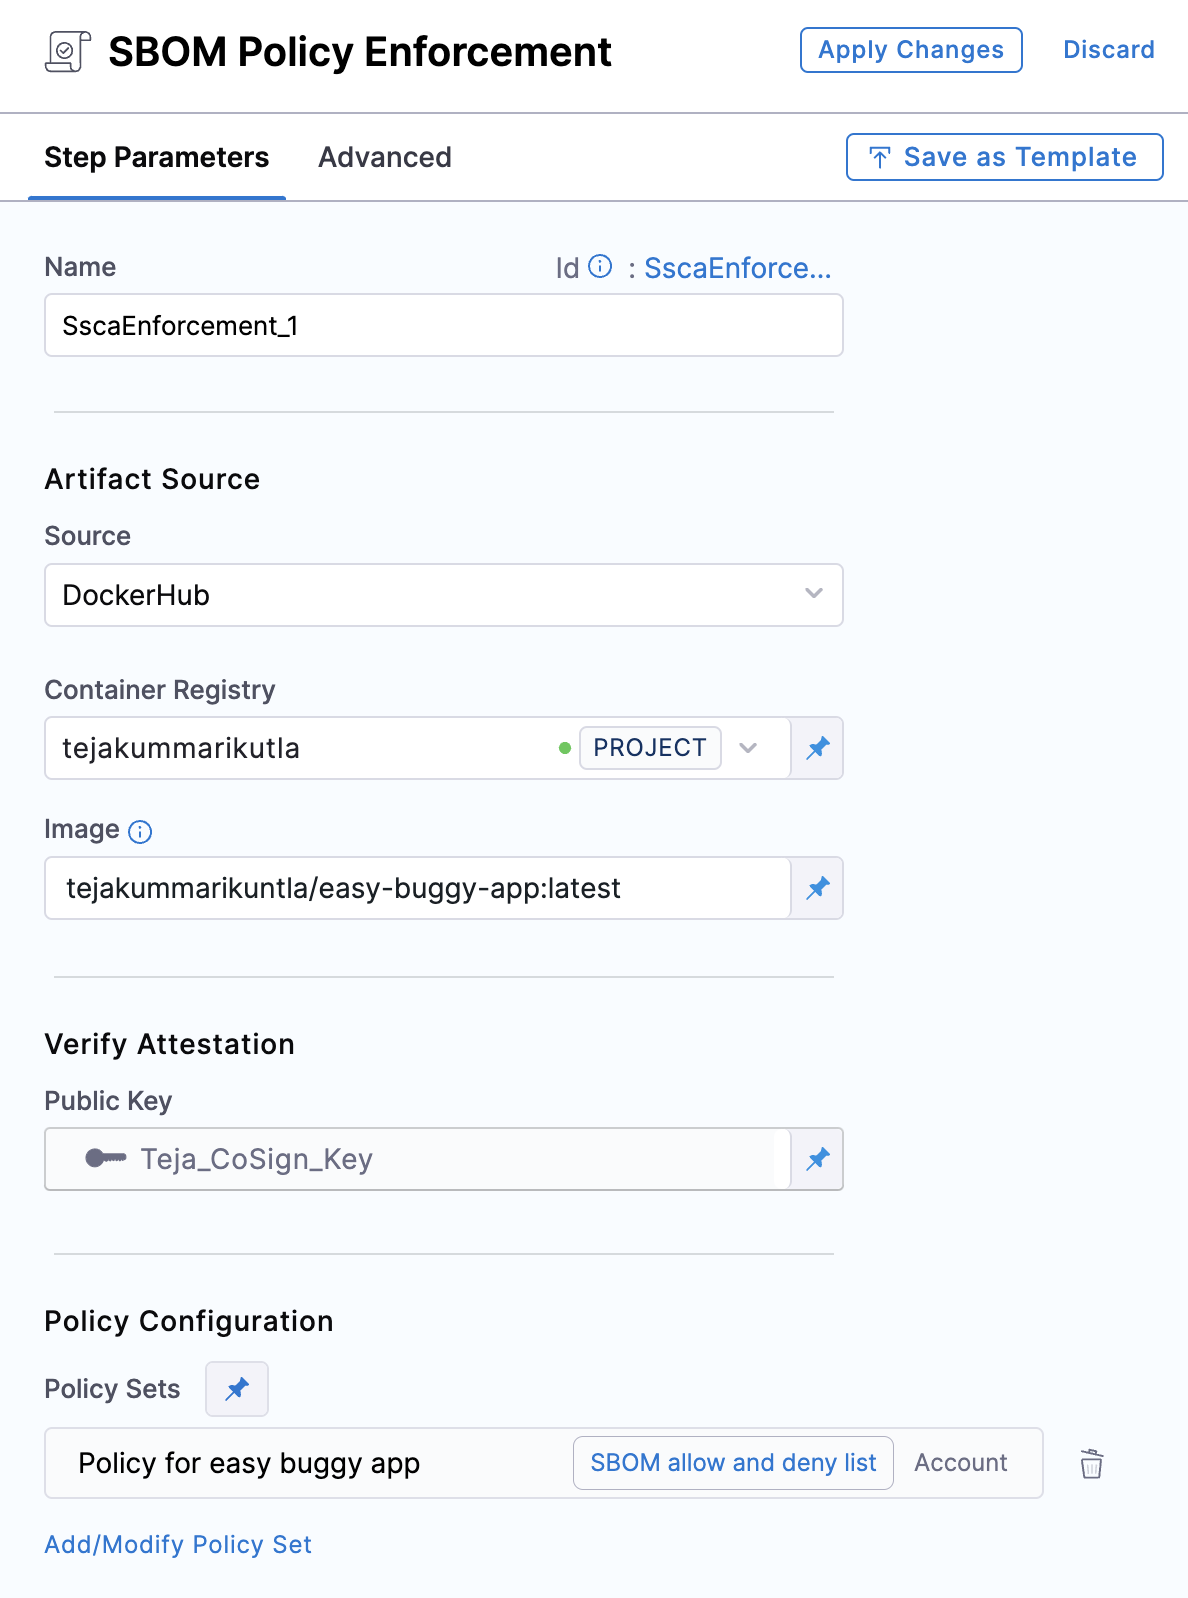 SBOM Policy Enforcement
Apply Changes
Discard
Step Parameters
Advanced
Save as Template
Name
Id : SscaEnforce...
SscaEnforcement_1
Artifact Source
Source
DockerHub
Container Registry
tejakummarikutla
PROJECT
Image
tejakummarikuntla/easy-buggy-app:latest
Verify Attestation
Public Key
Teja_CoSign_Key
Policy Configuration
Policy Sets
Policy for easy buggy app
SBOM allow and deny list
Account
Add/Modify Policy Set